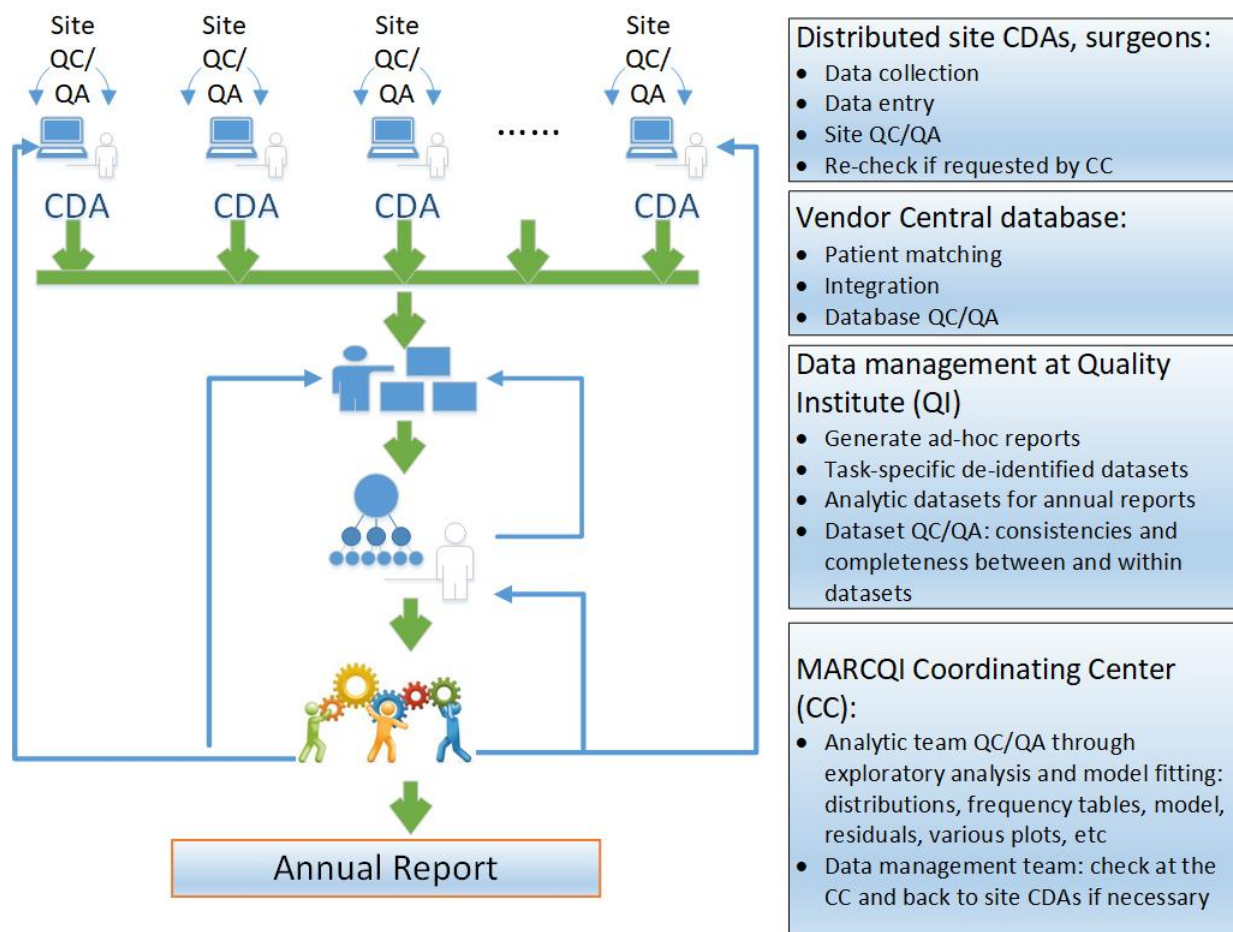 Site
QC/
QA
Site
QC/
QA
Site
QC/
QA
Site
QC/
QA
......
CDA
CDA
CDA
CDA
Annual Report
Distributed site CDAs, surgeons:
• Data collection
• Data entry
• Site QC/QA
• Re-check if requested by CC
Vendor Central database:
• Patient matching
• Integration
• Database QC/QA
Data management at Quality
Institute (QI)
• Generate ad-hoc reports
• Task-specific de-identified datasets
• Analytic datasets for annual reports
• Dataset QC/QA: consistencies and
completeness between and within
datasets
MARCQI Coordinating Center
(CC):
• Analytic team QC/QA through
exploratory analysis and model fitting:
distributions, frequency tables, model,
residuals, various plots, etc
• Data management team: check at the
CC and back to site CDAs if necessary